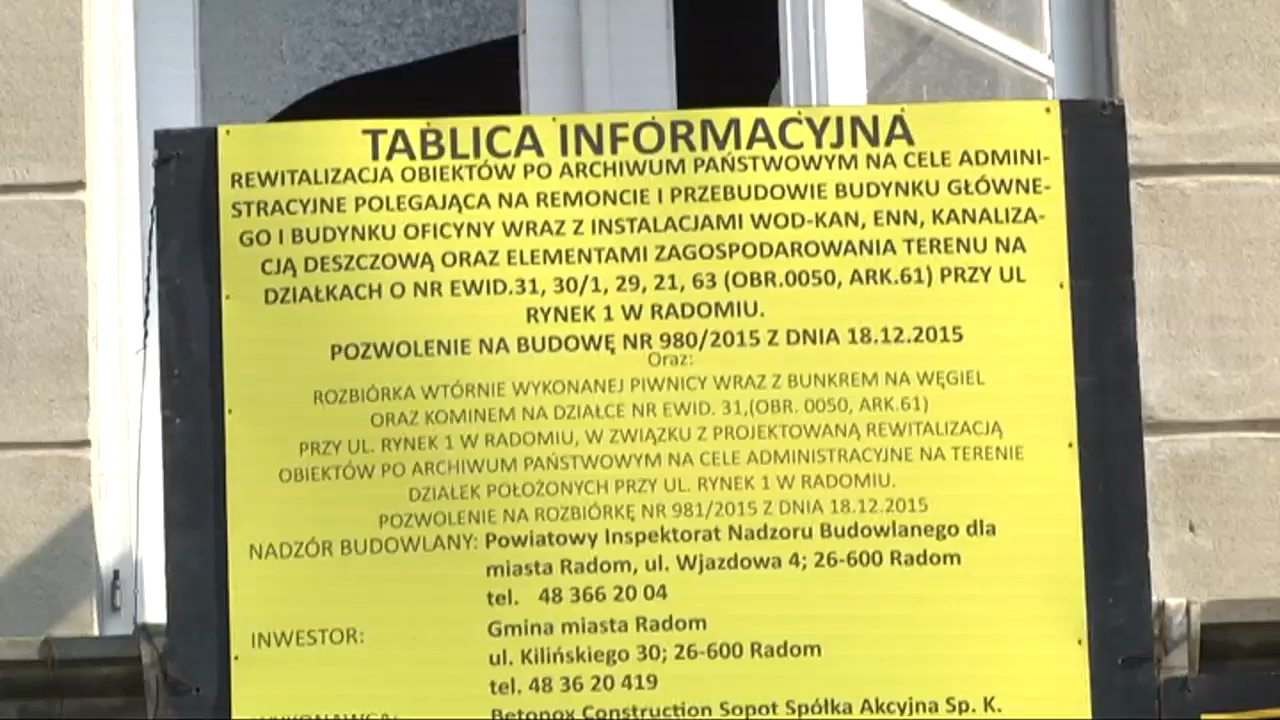 TABLICA INFORMACYJNA
REWITALIZACJA OBIEKTÓW PO ARCHIWUM PAŃSTWOWYM NA CELE ADMINI-
STRACYJNE POLEGAJĄCA NA REMONCIE I PRZEBUDOWIE BUDYNKU GŁÓWNE-
GO I BUDYNKU OFICYNY WRAZ Z INSTALACJAMI WOD-KAN, ENN, KANALIZA-
CJĄ DESZCZOWĄ ORAZ ELEMENTAMI ZAGOSPODAROWANIA TERENU NA
DZIAŁKACH O NR EWID.31, 30/1, 29, 21, 63 (OBR.0050, ARK.61) PRZY UL
RYNEK 1 W RADOMIU.
POZWOLENIE NA BUDOWĘ NR 980/2015 Z DNIA 18.12.2015
Oraz:
ROZBIÓRKA WTÓRNIE WYKONANEJ PIWNICY WRAZ Z BUNKREM NA WĘGIEL
ORAZ KOMINEM NA DZIAŁCE NR EWID. 31,(OBR. 0050, ARK.61)
PRZY UL. RYNEK 1 W RADOMIU, W ZWIĄZKU Z PROJEKTOWANĄ REWITALIZACJĄ
OBIEKTÓW PO ARCHIWUM PAŃSTWOWYM NA CELE ADMINISTRACYJNE NA TERENIE
DZIAŁEK POŁOŻONYCH PRZY UL. RYNEK 1 W RADOMIU.
POZWOLENIE NA ROZBIÓRKĘ NR 981/2015 Z DNIA 18.12.2015
NADZÓR BUDOWLANY: Powiatowy Inspektorat Nadzoru Budowlanego dla
miasta Radom, ul. Wjazdowa 4; 26-600 Radom
tel. 48 366 20 04
INWESTOR: Gmina miasta Radom
ul. Kilińskiego 30; 26-600 Radom
tel. 48 36 20 419
WYKONAWCA: Betonox Construction Sopot Spółka Akcyjna Sp. K.